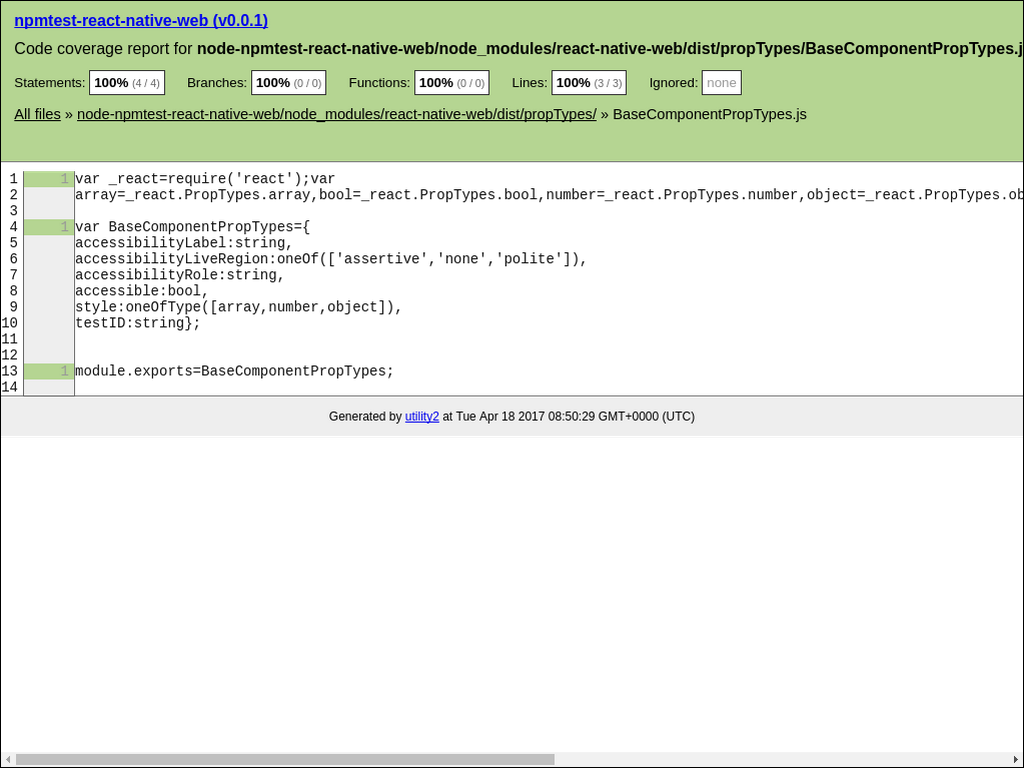 npmtest-react-native-web (v0.0.1)
Code coverage report for node-npmtest-react-native-web/node_modules/react-native-web/dist/propTypes/BaseComponentPropTypes.j
Statements: 100% (4 / 4) Branches: 100% (0 / 0) Functions: 100% (0 / 0) Lines: 100% (3 / 3) Ignored: none
All files » node-npmtest-react-native-web/node_modules/react-native-web/dist/propTypes/ » BaseComponentPropTypes.js
1 1 var _react=require('react');var
2 array=_react.PropTypes.array,bool=_react.PropTypes.bool,number=_react.PropTypes.number,object=_react.PropTypes.ob
3
4 1 var BaseComponentPropTypes={
5 accessibilityLabel:string,
6 accessibilityLiveRegion:oneOf(['assertive','none','polite']),
7 accessibilityRole:string,
8 accessible:bool,
9 style:oneOfType([array,number,object]),
10 testID:string};
11
12
13 1 module.exports=BaseComponentPropTypes;
14
Generated by utility2 at Tue Apr 18 2017 08:50:29 GMT+0000 (UTC)